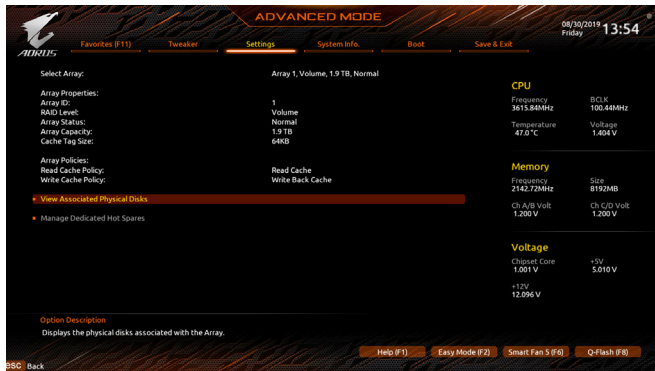 ADVANCED MODE
08/30/2019 Friday 13:54
AORUS
Favorites (F11) Tweaker Settings System Info. Boot Save & Exit
Select Array: Array 1, Volume, 1.9 TB, Normal
Array Properties:
Array ID: 1
RAID Level: Volume
Array Status: Normal
Array Capacity: 1.9 TB
Cache Tag Size: 64KB
Array Policies:
Read Cache Policy: Read Cache
Write Cache Policy: Write Back Cache
View Associated Physical Disks
Manage Dedicated Hot Spares
CPU
Frequency BCLK
3615.84MHz 100.44MHz
Temperature Voltage
47.0 °C 1.404 V
Memory
Frequency Size
2142.72MHz 8192MB
Ch A/B Volt Ch C/D Volt
1.200 V 1.200 V
Voltage
Chipset Core +5V
1.001 V 5.010 V
+12V
12.096 V
Option Description
Displays the physical disks associated with the Array.
Help (F1) Easy Mode (F2) Smart Fan 5 (F6) Q-Flash (F8)
esc Back